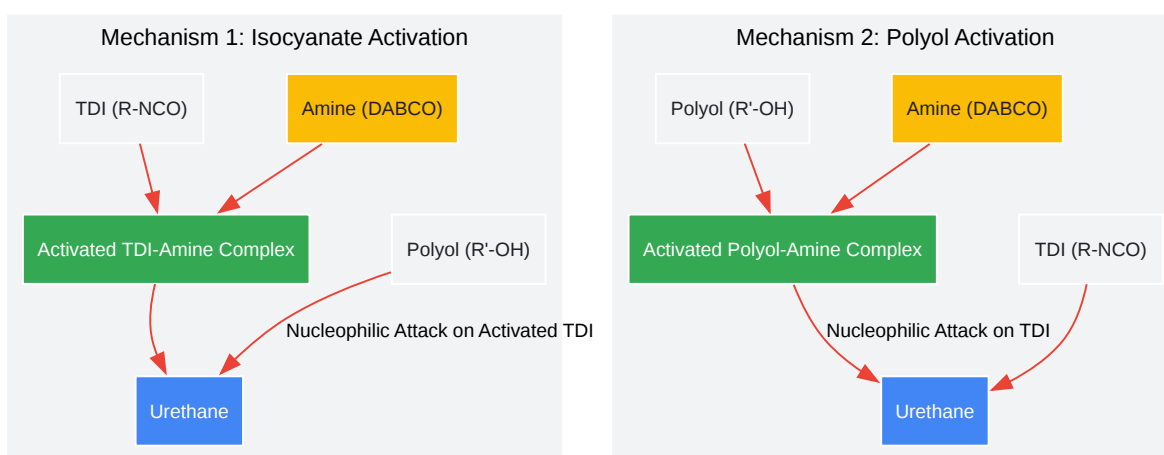 Mechanism 1: Isocyanate Activation
TDI (R-NCO)
Amine (DABCO)
Activated TDI-Amine Complex
Polyol (R'-OH)
Nucleophilic Attack on Activated TDI
Urethane
Mechanism 2: Polyol Activation
Polyol (R'-OH)
Amine (DABCO)
Activated Polyol-Amine Complex
TDI (R-NCO)
Nucleophilic Attack on TDI
Urethane